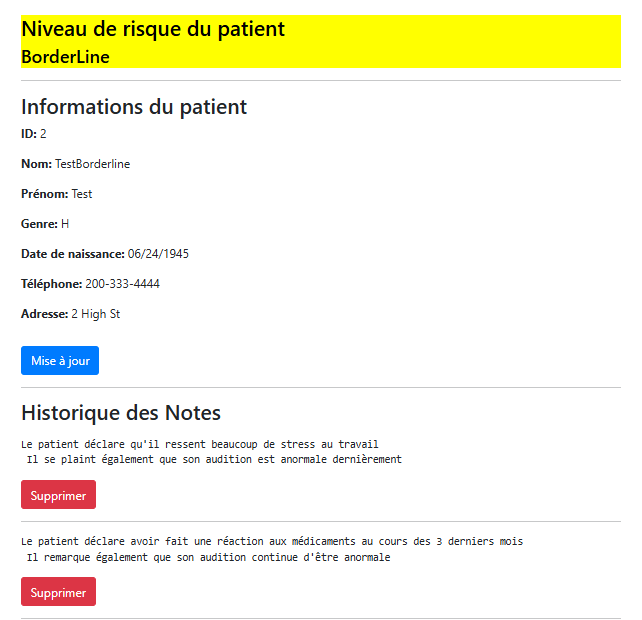 Niveau de risque du patient
BorderLine
Informations du patient
ID: 2
Nom: TestBorderline
Prénom: Test
Genre: H
Date de naissance: 06/24/1945
Téléphone: 200-333-4444
Adresse: 2 High St
Mise à jour
Historique des Notes
Le patient déclare qu'il ressent beaucoup de stress au travail
Il se plaint également que son audition est anormale dernièrement
Supprimer
Le patient déclare avoir fait une réaction aux médicaments au cours des 3 derniers mois
Il remarque également que son audition continue d'être anormale
Supprimer